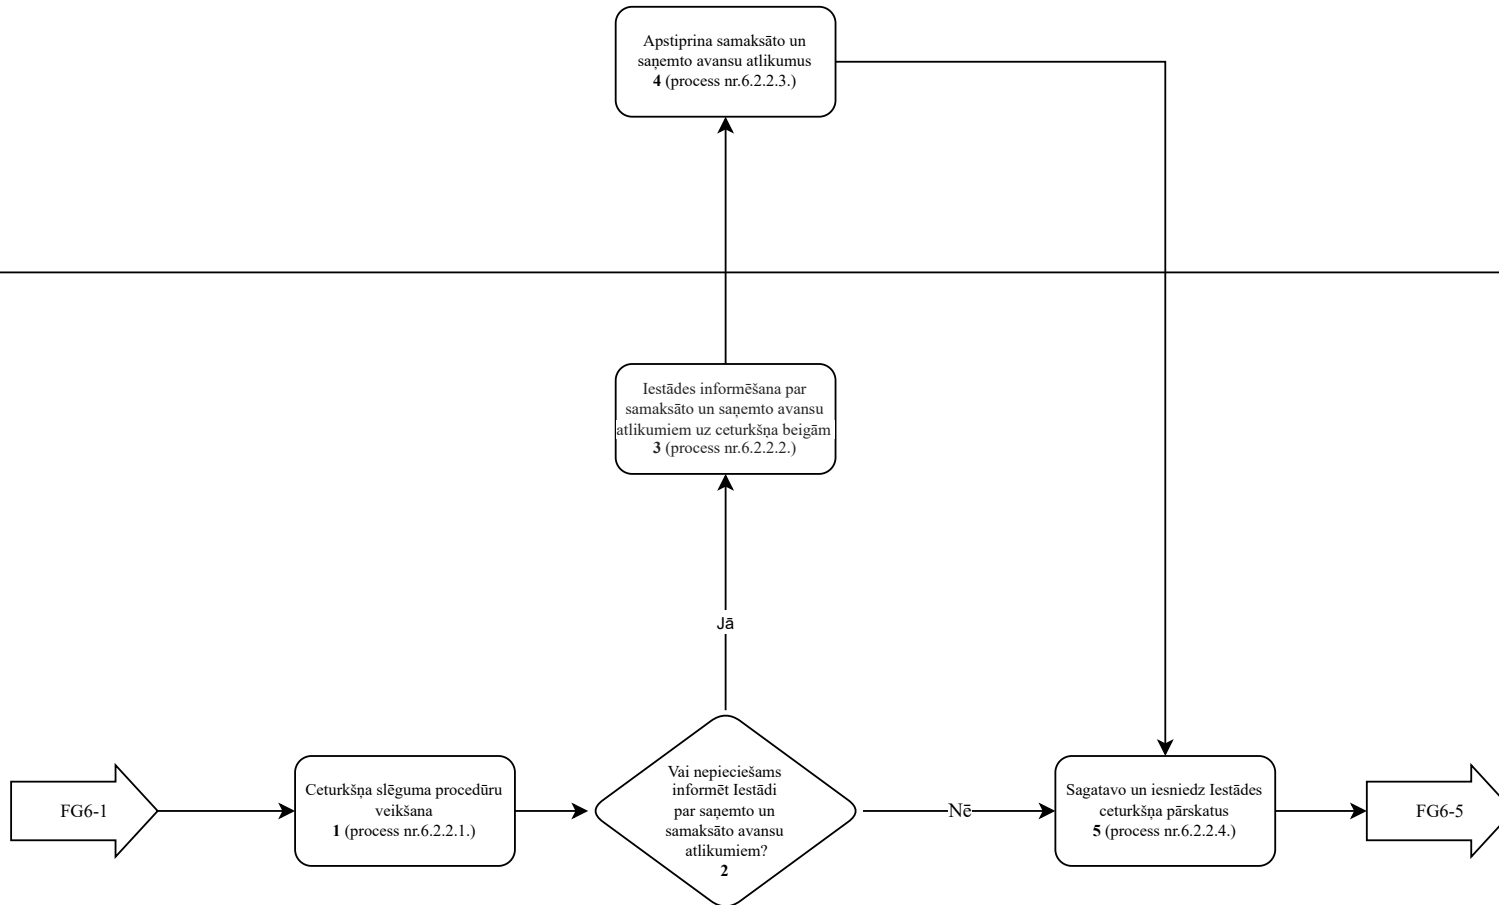 Apstiprina samaksāto un
saņemto avansu atlikumus
4 (process nr.6.2.2.3.)
Iestādes informēšana par
samaksāto un saņemto avansu
atlikumiem uz ceturkšņa beigām
3 (process nr.6.2.2.2.)
Jā
FG6-1
Ceturkšņa slēguma procedūru
veikšana
1 (process nr.6.2.2.1.)
Vai nepieciešams
informēt Iestādi
par saņemto un
samaksāto avansu
atlikumiem?
2
Nē
Sagatavo un iesniedz Iestādes
ceturkšņa pārskatus
5 (process nr.6.2.2.4.)
FG6-5